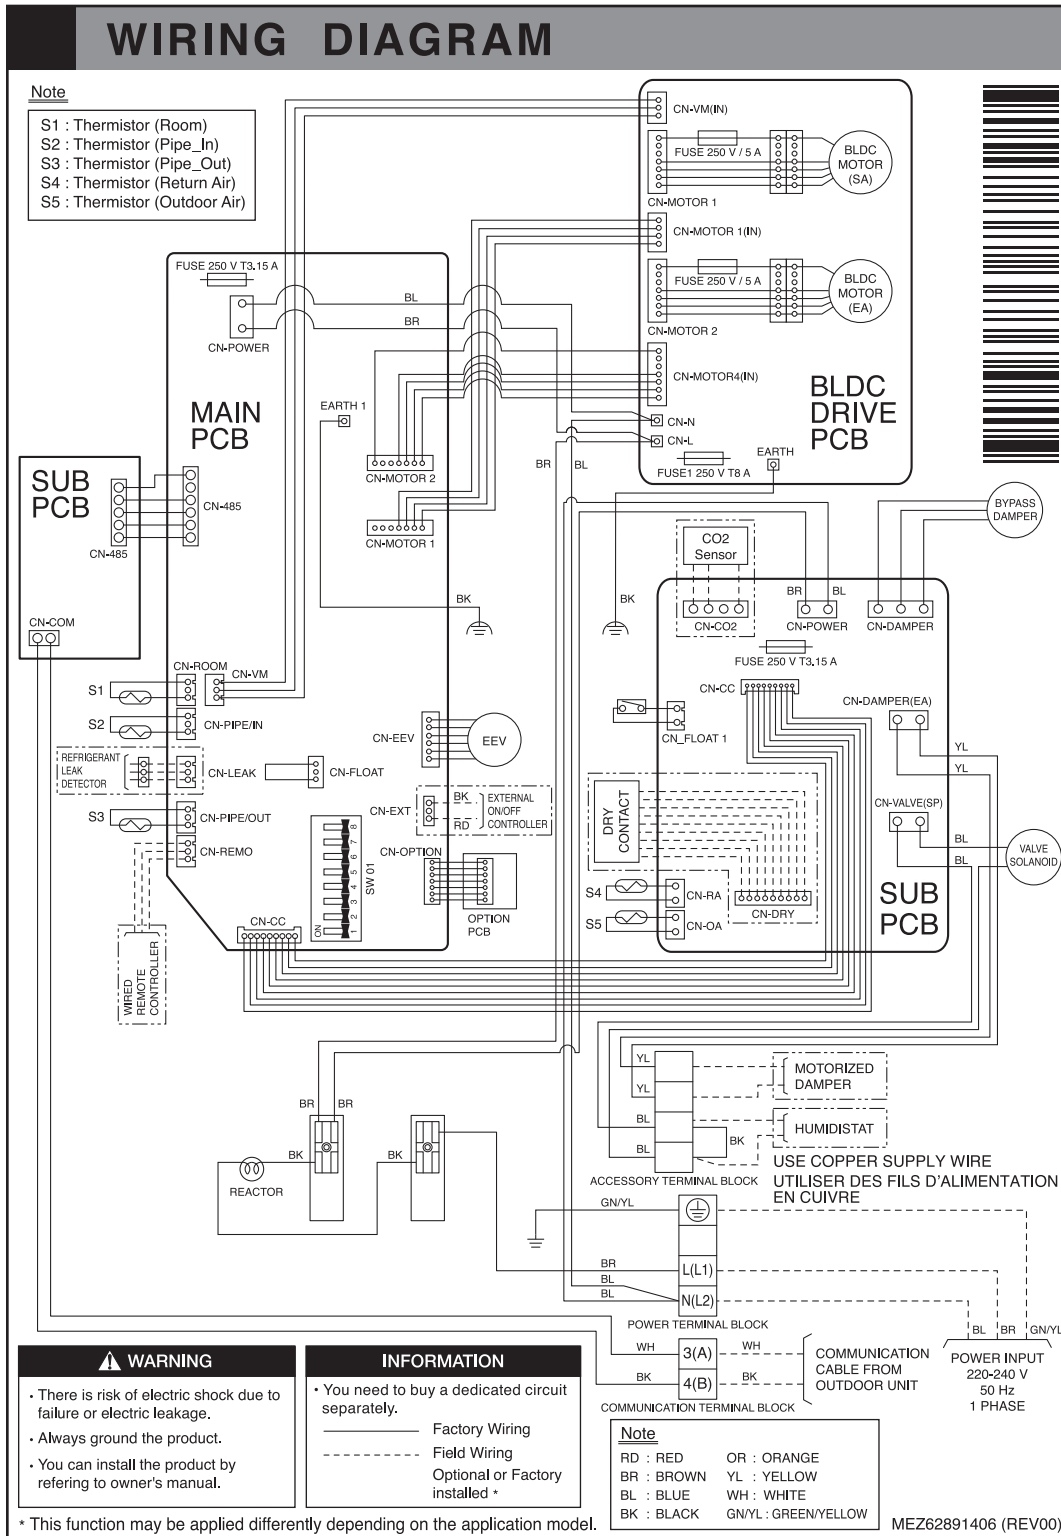 WIRING DIAGRAM
Note
S1 : Thermistor (Room)
S2 : Thermistor (Pipe_In)
S3 : Thermistor (Pipe_Out)
S4 : Thermistor (Return Air)
S5 : Thermistor (Outdoor Air)
CN-VM(IN)
FUSE 250 V / 5 A
BLDC
MOTOR
(SA)
CN-MOTOR 1
CN-MOTOR 1(IN)
FUSE 250 V / 5 A
BLDC
MOTOR
(EA)
CN-MOTOR 2
CN-MOTOR4(IN)
BLDC
DRIVE
PCB
CN-N
CN-L
FUSE1 250 V T8 A
EARTH
FUSE 250 V T3.15 A
CN-POWER
BL
BR
MAIN
PCB
EARTH 1
CN-MOTOR 2
CN-MOTOR 1
BR
BL
SUB
PCB
CN-485
CN-485
CN-COM
BK
BK
CO2
Sensor
CN-CO2
BR
BL
CN-POWER
CN-DAMPER
BYPASS
DAMPER
FUSE 250 V T3.15 A
CN-CC
CN_FLOAT 1
CN-DAMPER(EA)
YL
YL
CN-VALVE(SP)
BL
BL
VALVE
SOLANOID
DRY
CONTACT
S4
CN-RA
S5
CN-OA
CN-DRY
SUB
PCB
CN-ROOM
CN-VM
S1
S2
CN-PIPE/IN
REFRIGERANT
LEAK
DETECTOR
CN-LEAK
CN-FLOAT
S3
CN-PIPE/OUT
CN-REMO
CN-EEV
EEV
CN-EXT
BK
RD
EXTERNAL
ON/OFF
CONTROLLER
CN-OPTION
OPTION
PCB
SW 01
ON
1 2 3 4 5 6 7 8
CN-CC
WIRED
REMOTE
CONTROLLER
BR
BR
BK
REACTOR
BK
YL
YL
BL
BL
BK
MOTORIZED
DAMPER
HUMIDISTAT
ACCESSORY TERMINAL BLOCK
USE COPPER SUPPLY WIRE
UTILISER DES FILS D'ALIMENTATION
EN CUIVRE
GN/YL
BR
L(L1)
BL
BL
N(L2)
POWER TERMINAL BLOCK
BL
BR
GN/YL
POWER INPUT
220-240 V
50 Hz
1 PHASE
WH
3(A)
WH
BK
4(B)
BK
COMMUNICATION
CABLE FROM
OUTDOOR UNIT
COMMUNICATION TERMINAL BLOCK
WARNING
• There is risk of electric shock due to
failure or electric leakage.
• Always ground the product.
• You can install the product by
refering to owner's manual.
INFORMATION
• You need to buy a dedicated circuit
separately.
Factory Wiring
Field Wiring
Optional or Factory
installed *
Note
RD : RED OR : ORANGE
BR : BROWN YL : YELLOW
BL : BLUE WH : WHITE
BK : BLACK GN/YL : GREEN/YELLOW
* This function may be applied differently depending on the application model.
MEZ62891406 (REV00)